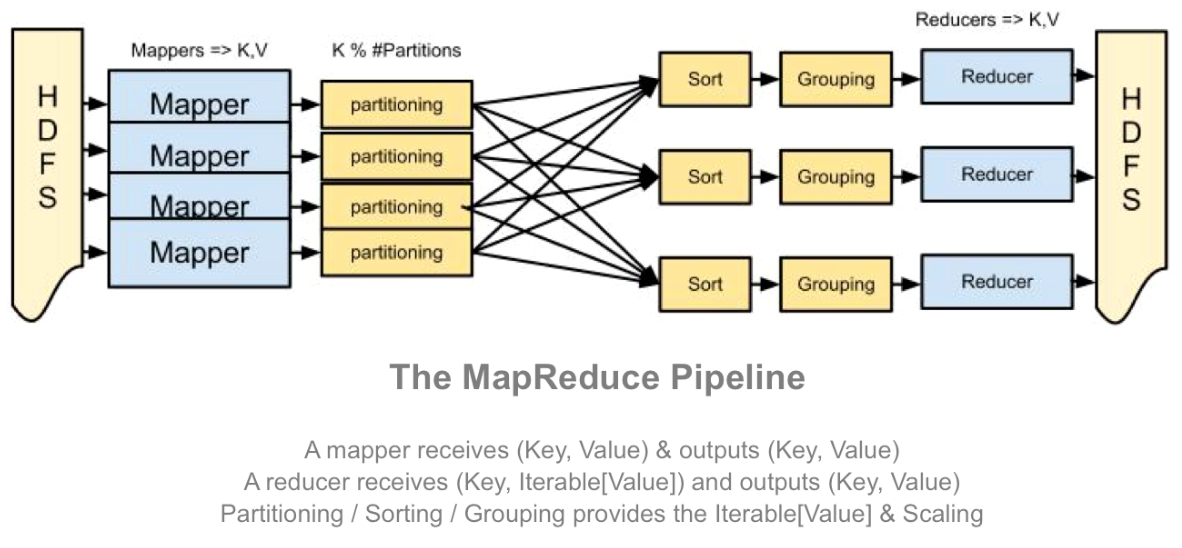 Mappers => K,V
K % #Partitions
Reducers => K,V
H
D
F
S
Mapper
Mapper
Mapper
Mapper
partitioning
partitioning
partitioning
partitioning
Sort
Grouping
Reducer
Sort
Grouping
Reducer
Sort
Grouping
Reducer
H
D
F
S
The MapReduce Pipeline
A mapper receives (Key, Value) & outputs (Key, Value)
A reducer receives (Key, Iterable[Value]) and outputs (Key, Value)
Partitioning / Sorting / Grouping provides the Iterable[Value] & Scaling